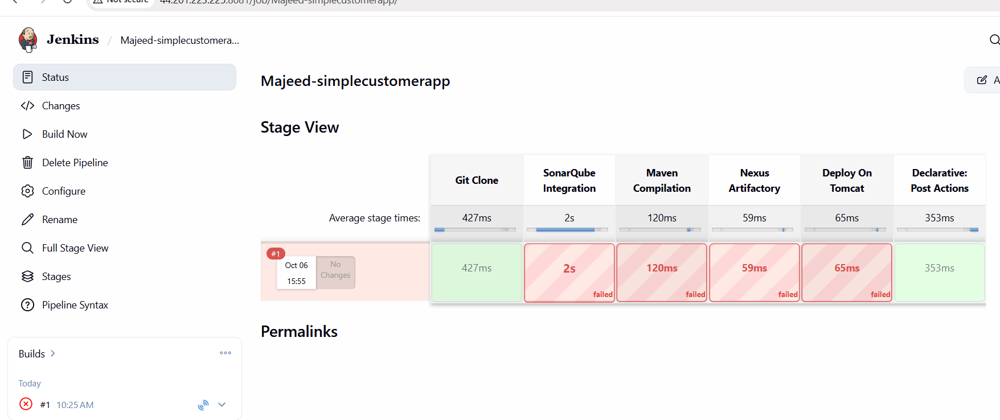 Not secure 44.201.223.225:8081/job/Majeed-simplecustomerapp/
Jenkins / Majeed-simplecustomera...
Status
Changes
Build Now
Delete Pipeline
Configure
Rename
Full Stage View
Stages
Pipeline Syntax
Builds
Today
#1 10:25 AM
Majeed-simplecustomerapp
A
Stage View
Git Clone
SonarQube
Integration
Maven
Compilation
Nexus
Artifactory
Deploy On
Tomcat
Declarative:
Post Actions
Average stage times:
427ms
2s
120ms
59ms
65ms
353ms
#1
Oct 06
15:55
No
Changes
427ms
2s
failed
120ms
failed
59ms
failed
65ms
failed
353ms
Permalinks